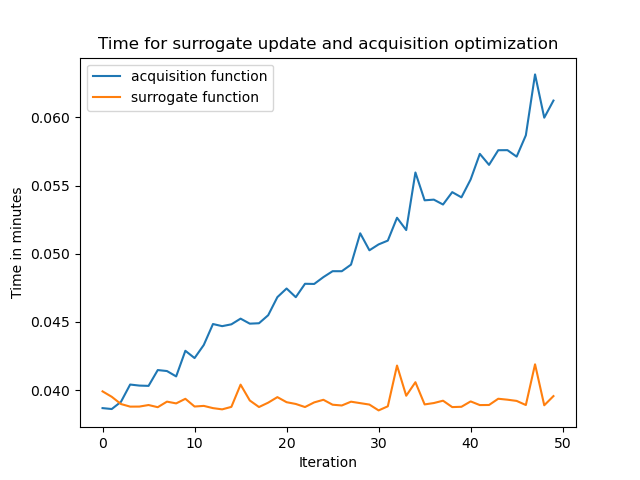 Time for surrogate update and acquisition optimization
acquisition function
surrogate function
0.060
0.055
0.050
0.045
0.040
Time in minutes
0 10 20 30 40 50
Iteration